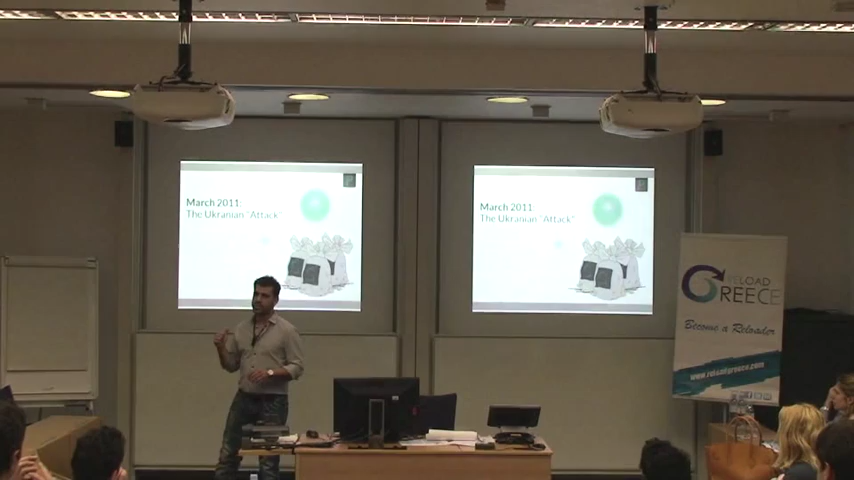 March 2011:
The Ukranian "Attack"
March 2011
The Ukranian "Attack"
RELOAD
GREECE
Become a Reloader
www.reloadgreece.com